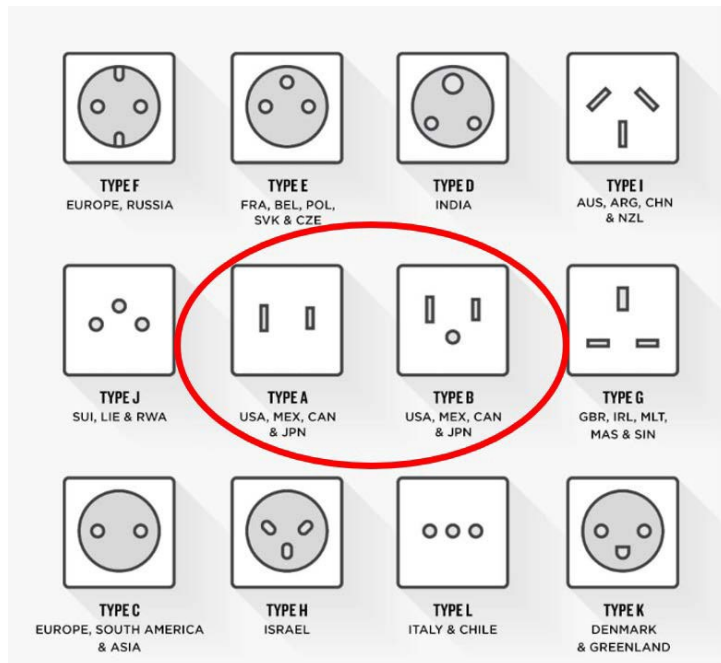 TYPE F
EUROPE, RUSSIA
TYPE E
FRA, BEL, POL,
SVK & CZE
TYPE D
INDIA
TYPE I
AUS, ARG, CHN
& NZL
TYPE J
SUI, LIE & RWA
TYPE A
USA, MEX, CAN
& JPN
TYPE B
USA, MEX, CAN
& JPN
TYPE G
GBR, IRL, MLT,
MAS & SIN
TYPE C
EUROPE, SOUTH AMERICA
& ASIA
TYPE H
ISRAEL
TYPE L
ITALY & CHILE
TYPE K
DENMARK
& GREENLAND